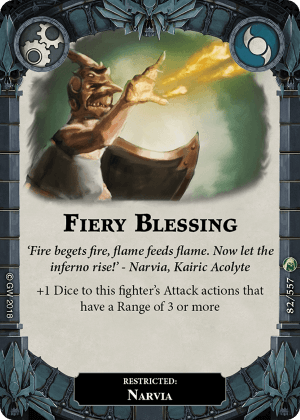 FIERY BLESSING
‘Fire begets fire, flame feeds flame. Now let the
inferno rise!’ - Narvia, Kairic Acolyte
+1 Dice to this fighter’s Attack actions that
have a Range of 3 or more
© GW 2018
82/557
RESTRICTED:
NARVIA